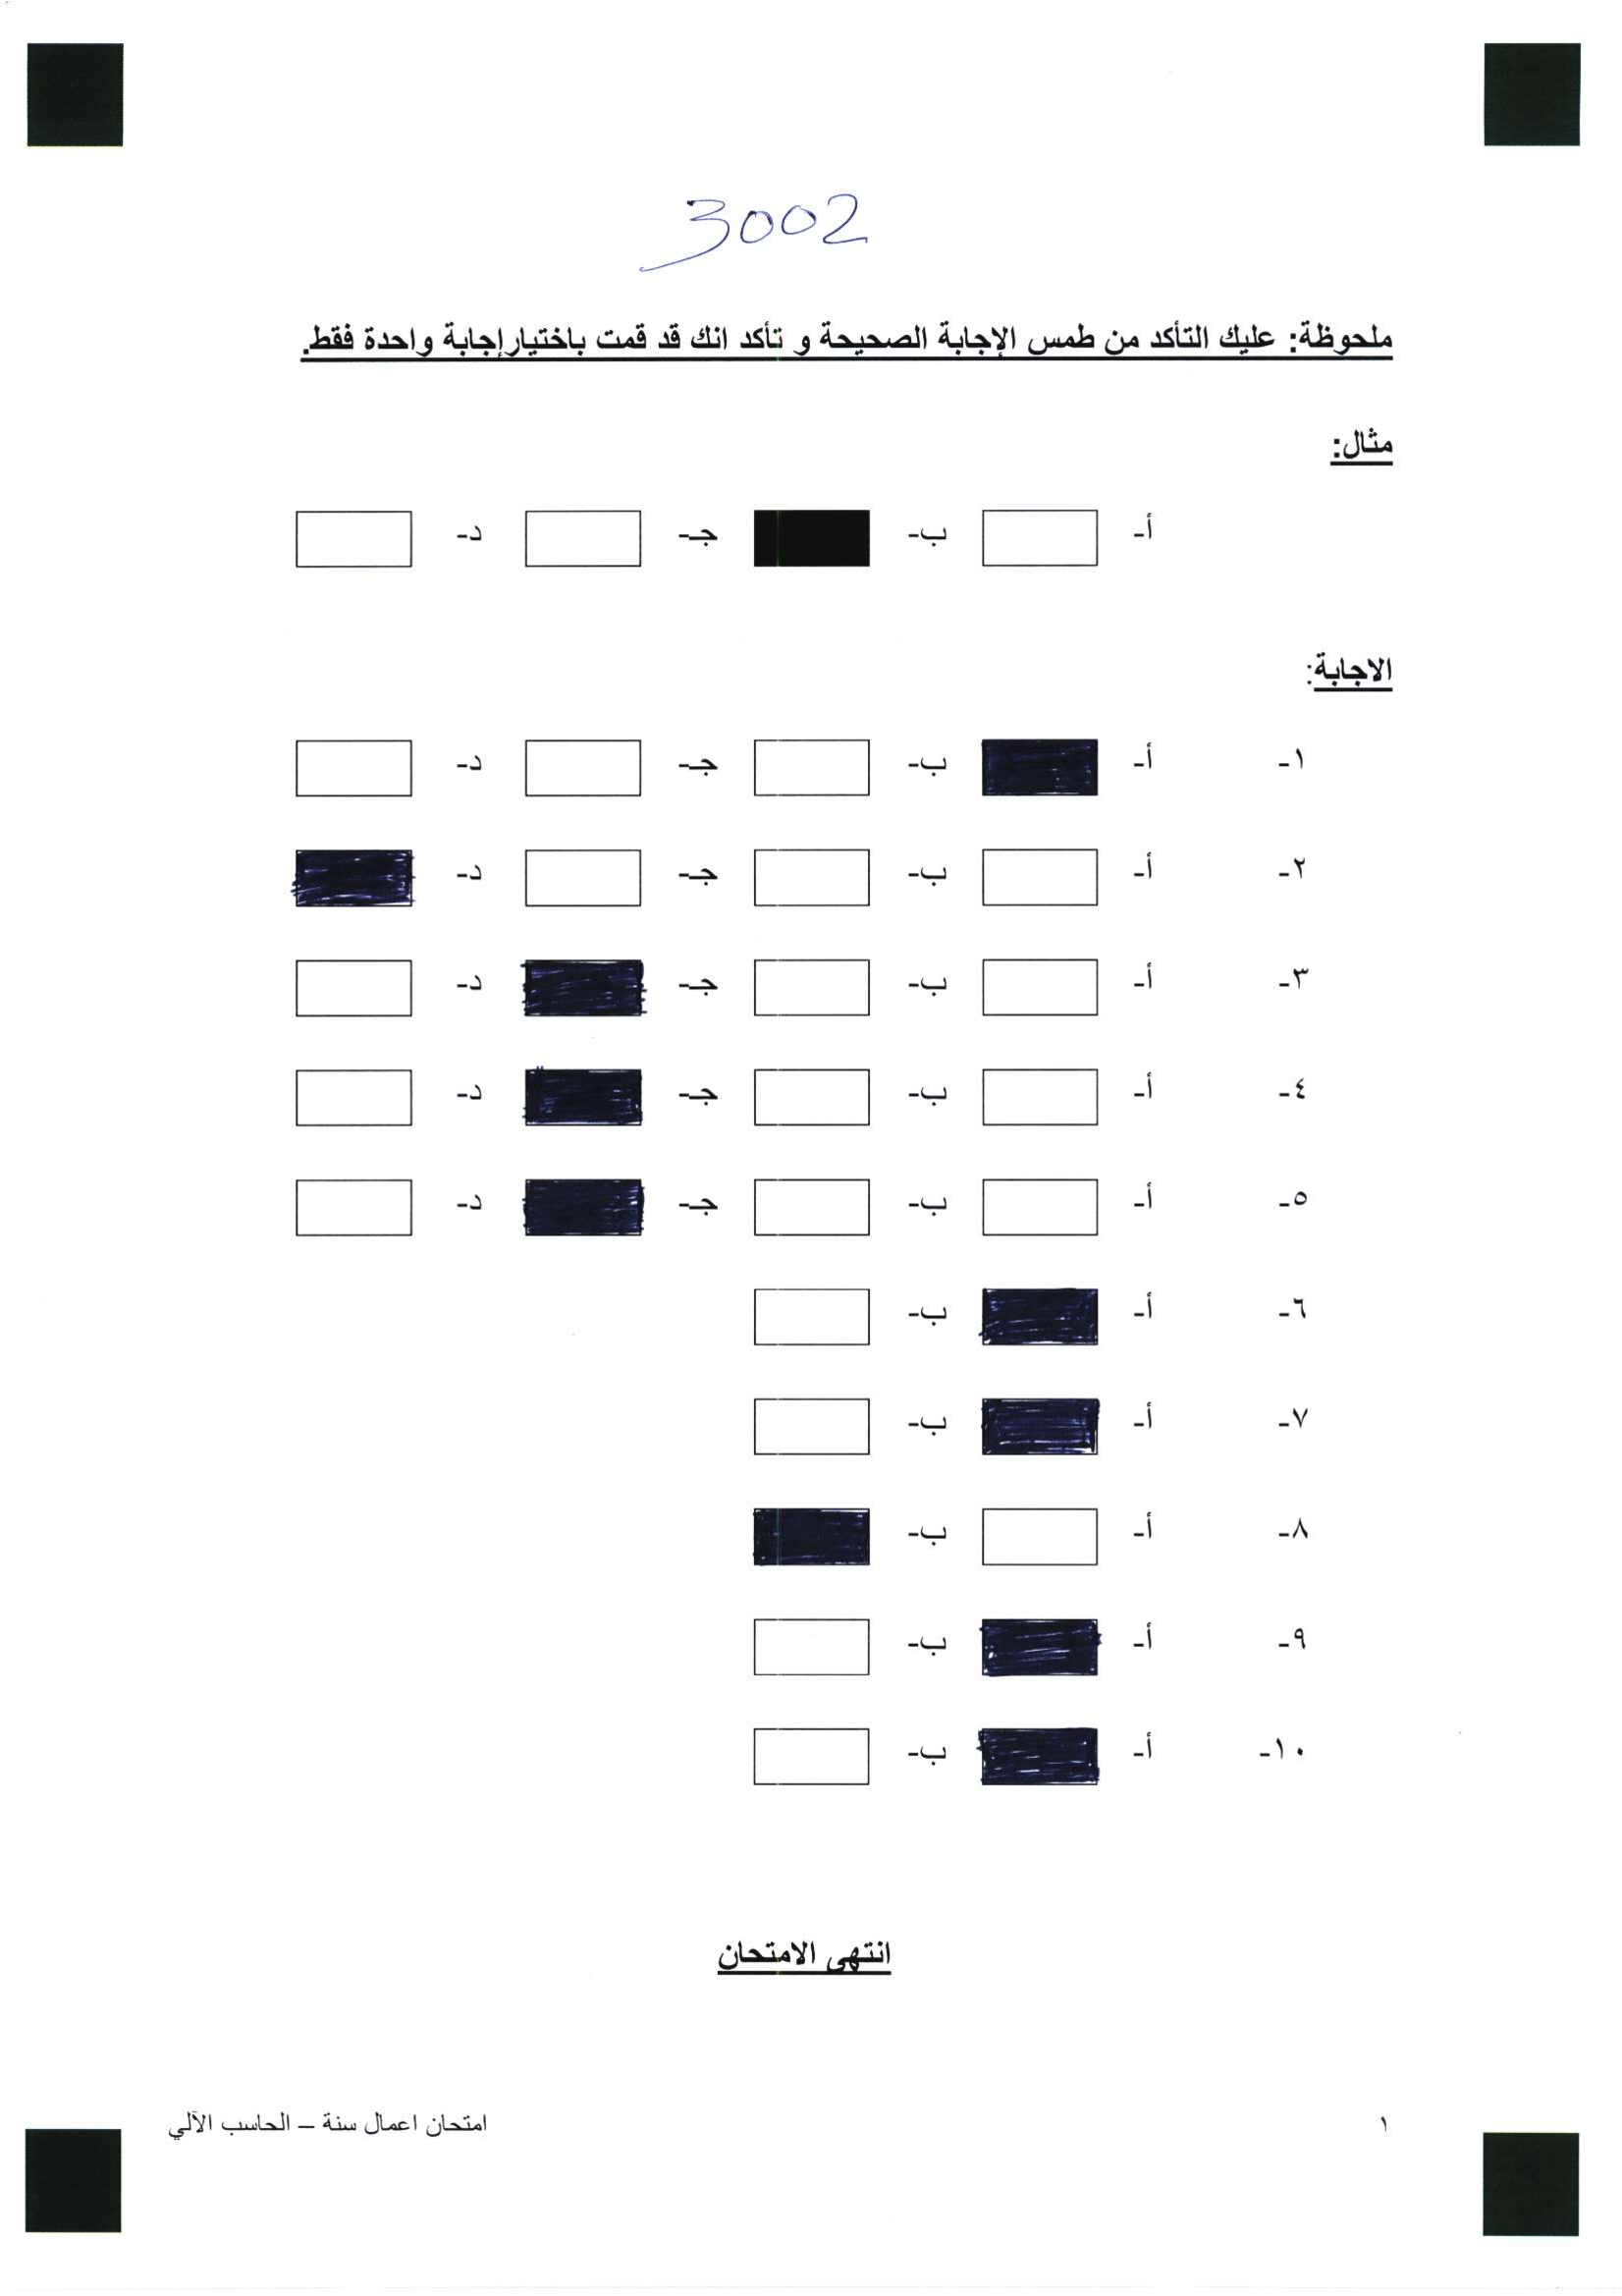 3002
ملحوظة: عليك التأكد من طمس الإجابة الصحيحة و تأكد انك قد قمت باختيارإجابة واحدة فقط.
مثال:
أ- ب- جـ- د-
الاجابة:
١- أ- ب- جـ- د-
٢- أ- ب- جـ- د-
٣- أ- ب- جـ- د-
٤- أ- ب- جـ- د-
٥- أ- ب- جـ- د-
٦- أ- ب-
٧- أ- ب-
٨- أ- ب-
٩- أ- ب-
١٠- أ- ب-
انتهى الامتحان
١ امتحان اعمال سنة – الحاسب الآلي